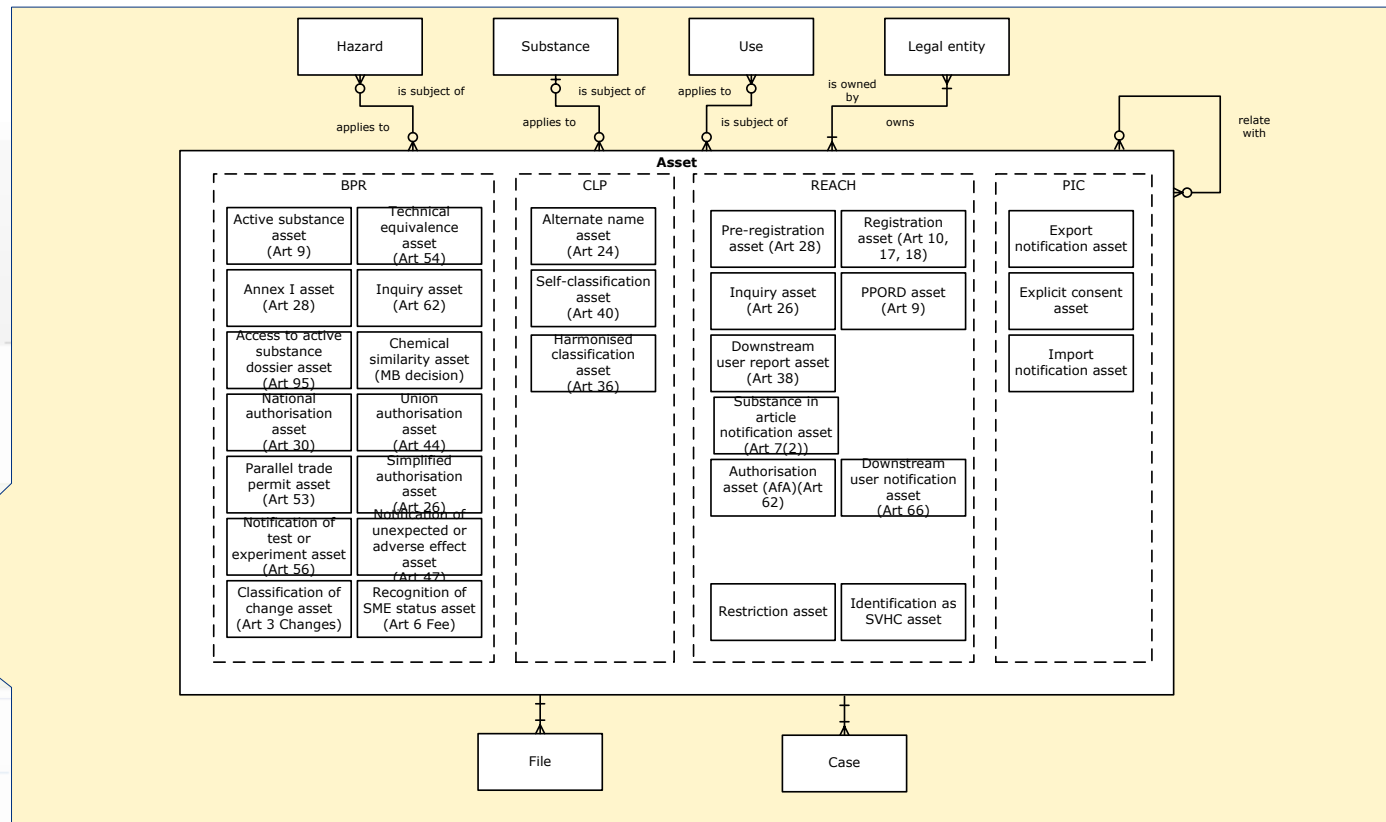 Hazard
Substance
Use
Legal entity
is subject of
is subject of
applies to
is owned
by
applies to
applies to
is subject of
owns
relate
with
Asset
BPR
CLP
REACH
PIC
Active substance
asset
(Art 9)
Technical
equivalence
asset
(Art 54)
Annex I asset
(Art 28)
Inquiry asset
(Art 62)
Access to active
substance
dossier asset
(Art 95)
Chemical
similarity asset
(MB decision)
National
authorisation
asset
(Art 30)
Union
authorisation
asset
(Art 44)
Parallel trade
permit asset
(Art 53)
Simplified
authorisation
asset
(Art 26)
Notification of
test or
experiment asset
(Art 56)
Notification of
unexpected or
adverse effect
asset
(Art 47)
Classification of
change asset
(Art 3 Changes)
Recognition of
SME status asset
(Art 6 Fee)
Alternate name
asset
(Art 24)
Self-classification
asset
(Art 40)
Harmonised
classification
asset
(Art 36)
Pre-registration
asset (Art 28)
Registration
asset (Art 10,
17, 18)
Inquiry asset
(Art 26)
PPORD asset
(Art 9)
Downstream
user report asset
(Art 38)
Substance in
article
notification asset
(Art 7(2))
Authorisation
asset (AfA)(Art
62)
Downstream
user notification
asset
(Art 66)
Restriction asset
Identification as
SVHC asset
Export
notification asset
Explicit consent
asset
Import
notification asset
File
Case